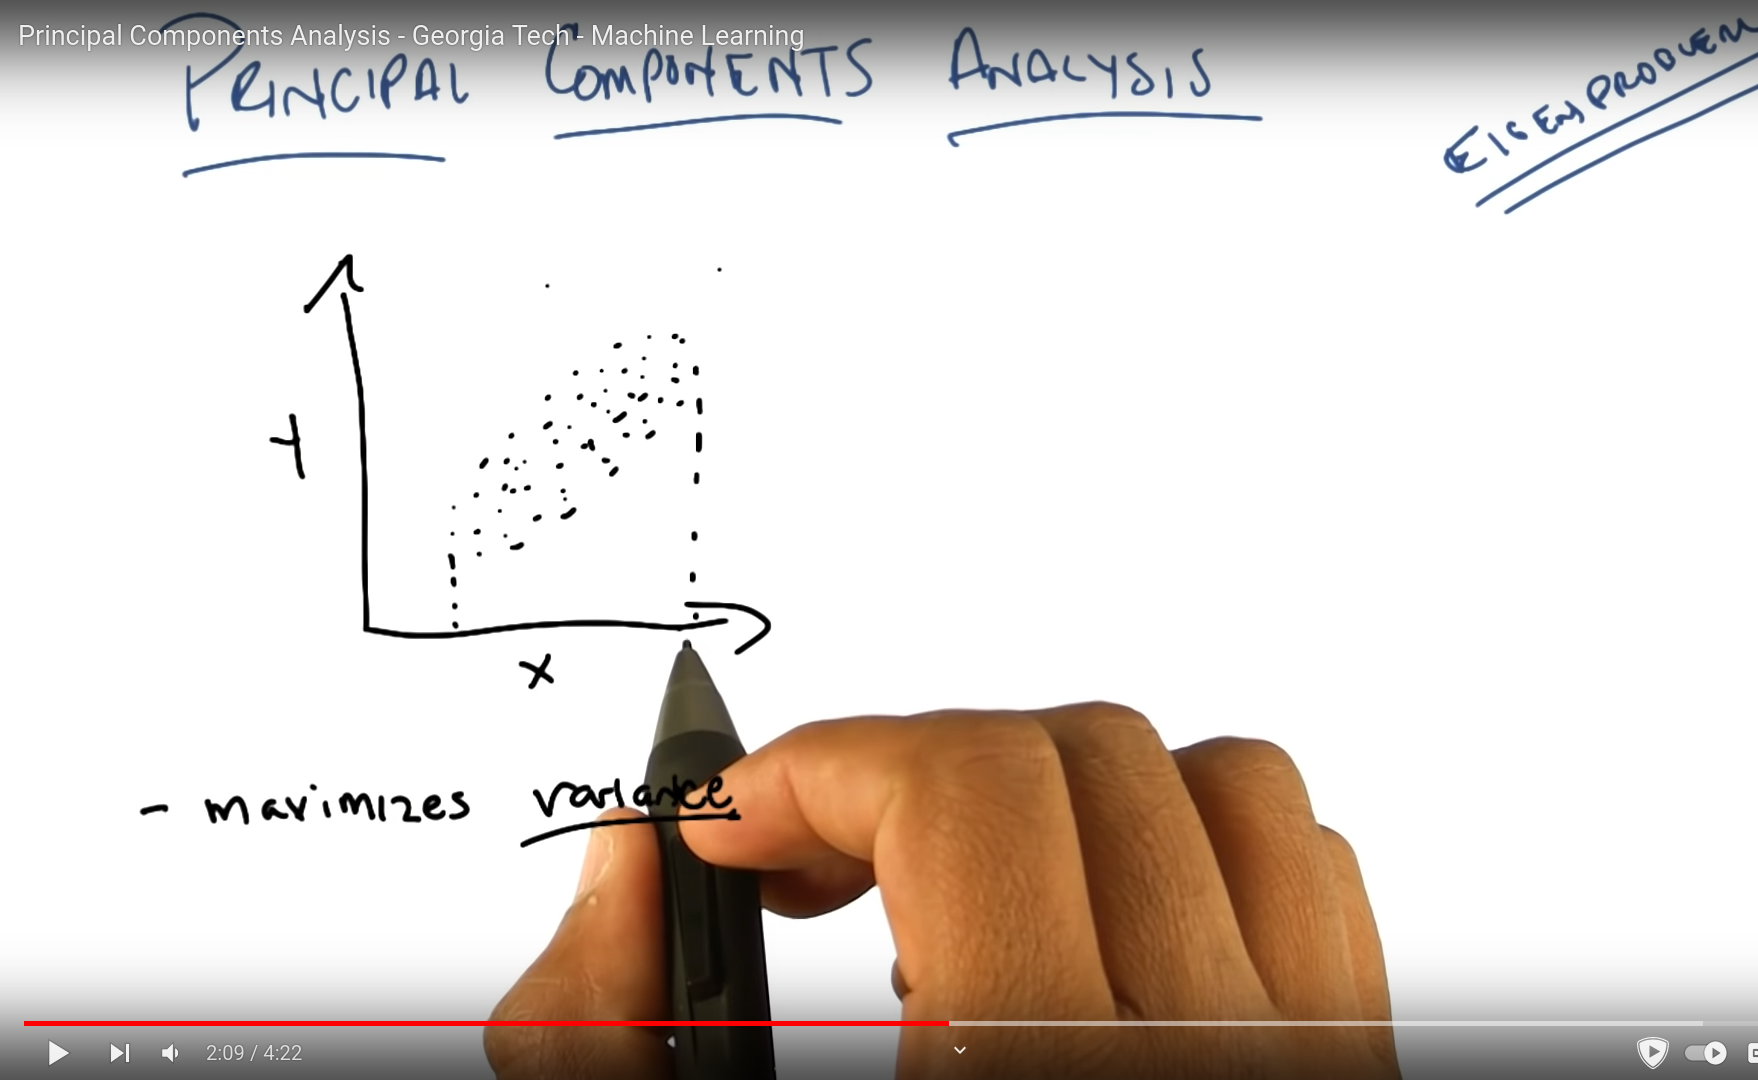 Principal Components Analysis - Georgia Tech - Machine Learning
PRINCIPAL COMPONENTS ANALYSIS
EIGENPROBLEM
Y
X
- maximizes variance
2:09 / 4:22